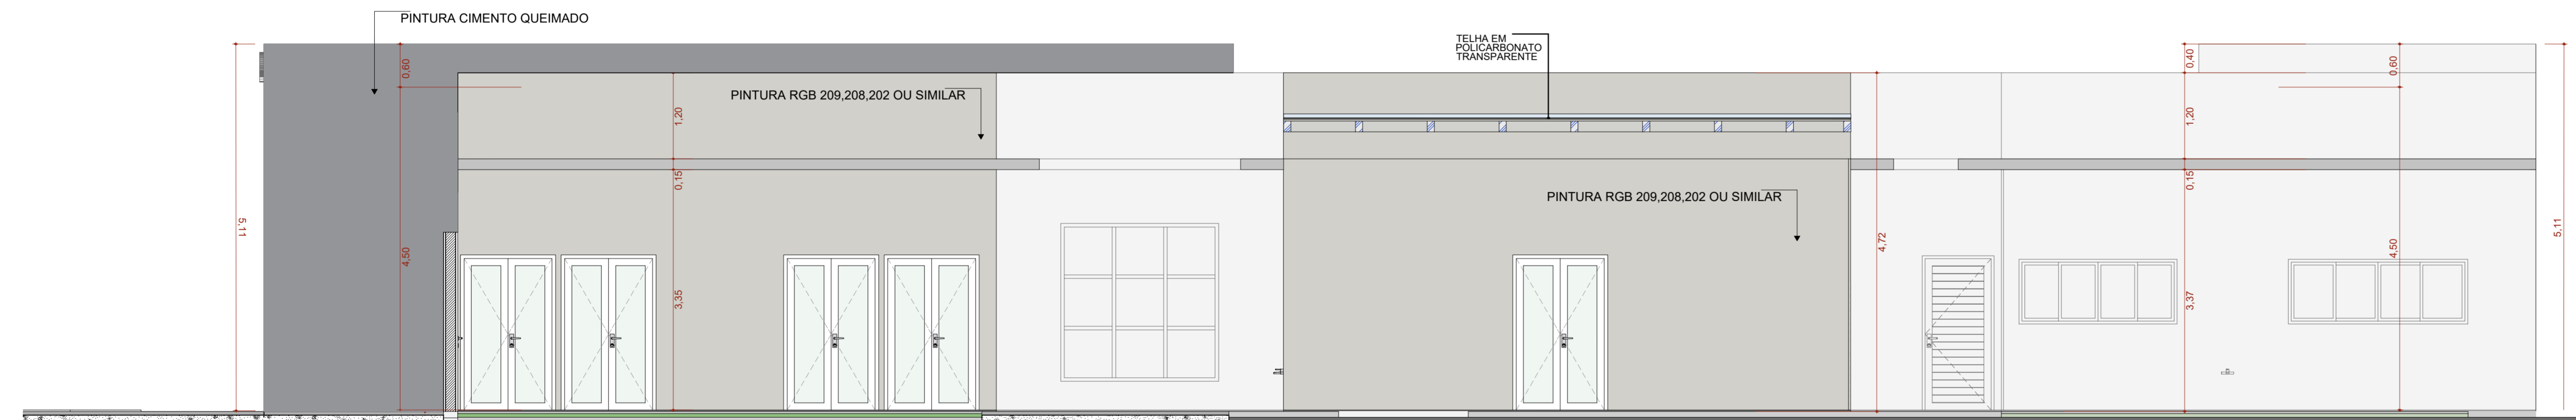 PINTURA CIMENTO QUEIMADO
TELHA EM
POLICARBONATO
TRANSPARENTE
PINTURA RGB 209,208,202 OU SIMILAR
PINTURA RGB 209,208,202 OU SIMILAR
5,11
0,60
4,50
1,20
0,15
3,35
4,72
0,40
1,20
0,15
3,37
0,60
4,50
5,11